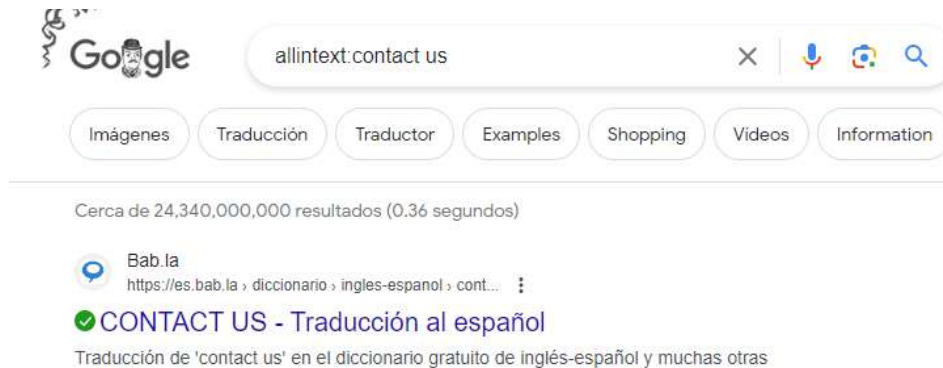 Google
allintext:contact us
Imágenes Traducción Traductor Examples Shopping Vídeos Information
Cerca de 24,340,000,000 resultados (0.36 segundos)
Bab.la
https://es.bab.la › diccionario › ingles-espanol › cont...
CONTACT US - Traducción al español
Traducción de 'contact us' en el diccionario gratuito de inglés-español y muchas otras